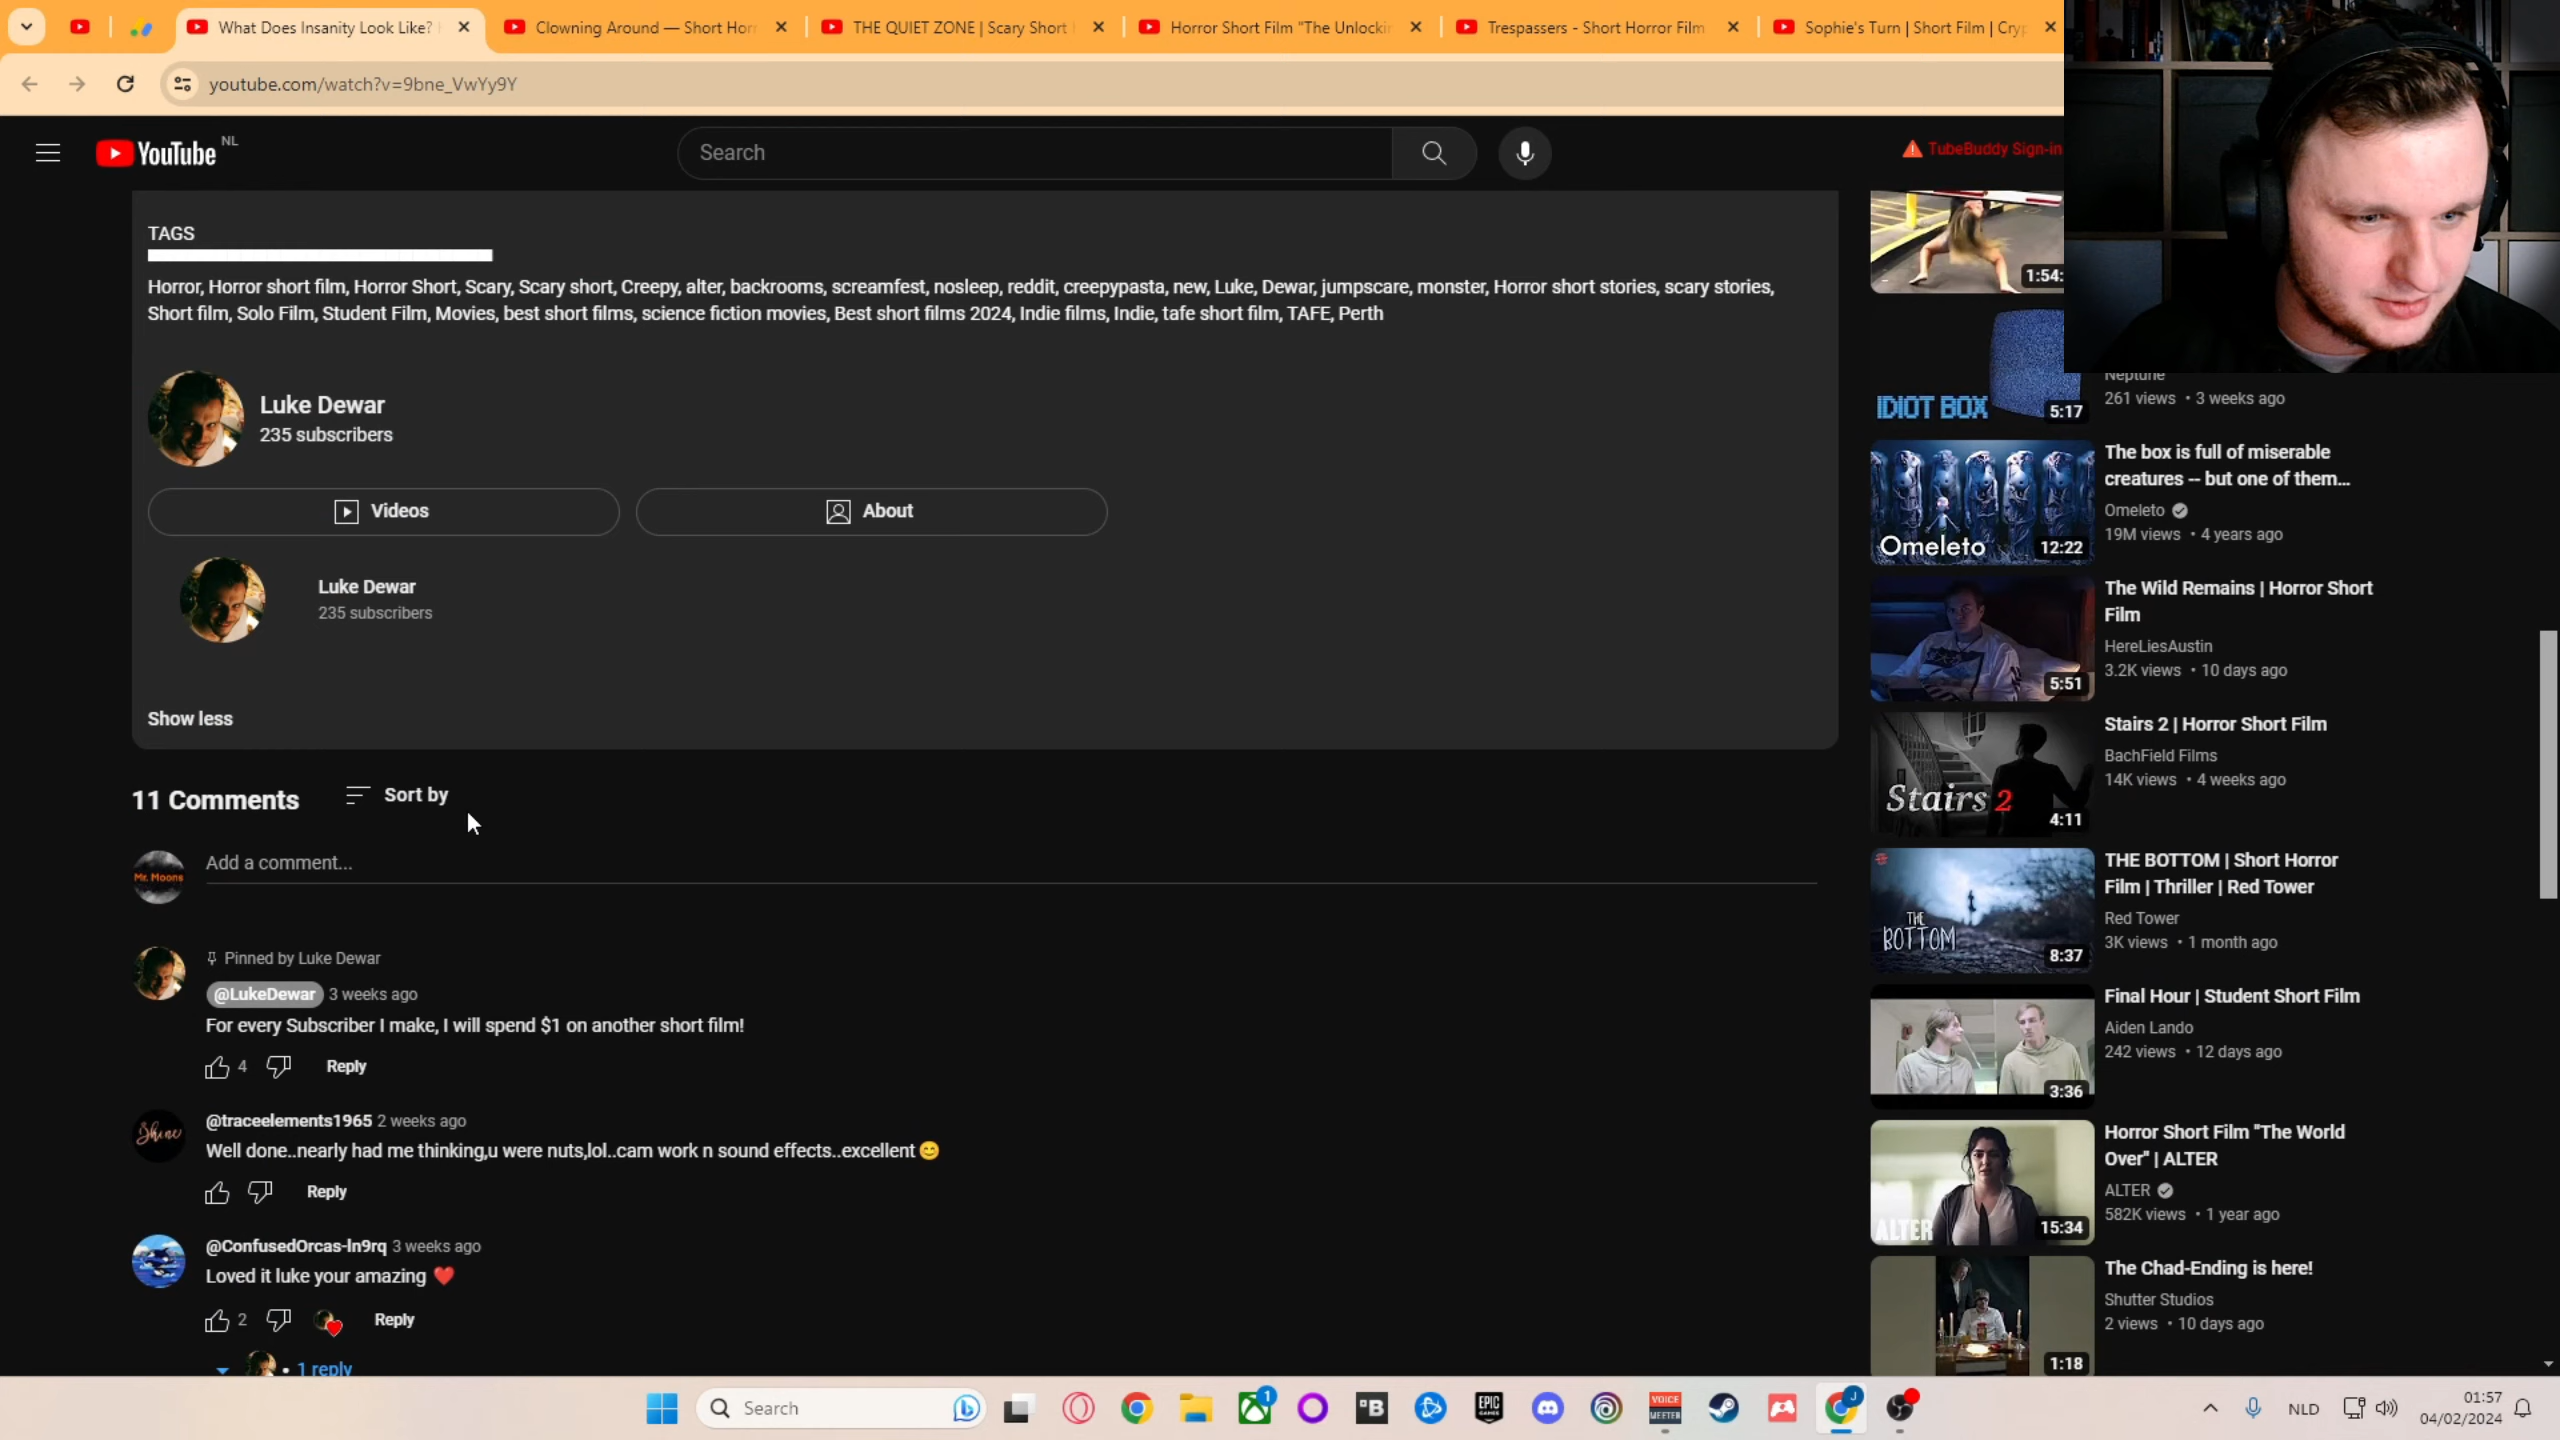 What Does Insanity Look Like?
Clowning Around — Short Hor
THE QUIET ZONE | Scary Short
Horror Short Film "The Unlockin
Trespassers - Short Horror Film
Sophie's Turn | Short Film | Cryp
youtube.com/watch?v=9bne_VwYy9Y
YouTube NL
Search
TubeBuddy Sign-in
TAGS
Horror, Horror short film, Horror Short, Scary, Scary short, Creepy, alter, backrooms, screamfest, nosleep, reddit, creepypasta, new, Luke, Dewar, jumpscare, monster, Horror short stories, scary stories,
Short film, Solo Film, Student Film, Movies, best short films, science fiction movies, Best short films 2024, Indie films, Indie, tafe short film, TAFE, Perth
Luke Dewar
235 subscribers
Videos
About
Luke Dewar
235 subscribers
Show less
11 Comments
Sort by
Mr. Moons
Add a comment...
Pinned by Luke Dewar
@LukeDewar 3 weeks ago
For every Subscriber I make, I will spend $1 on another short film!
4
Reply
Shine
@traceelements1965 2 weeks ago
Well done..nearly had me thinking,u were nuts,lol..cam work n sound effects..excellent😊
Reply
@ConfusedOrcas-ln9rq 3 weeks ago
Loved it luke your amazing ❤️
2
Reply
1 reply
1:54:
IDIOT BOX
5:17
Neptune
261 views • 3 weeks ago
Omeleto
12:22
The box is full of miserable
creatures -- but one of them...
Omeleto
19M views • 4 years ago
5:51
The Wild Remains | Horror Short
Film
HereLiesAustin
3.2K views • 10 days ago
Stairs 2
4:11
Stairs 2 | Horror Short Film
BachField Films
14K views • 4 weeks ago
THE
BOTTOM
8:37
THE BOTTOM | Short Horror
Film | Thriller | Red Tower
Red Tower
3K views • 1 month ago
3:36
Final Hour | Student Short Film
Aiden Lando
242 views • 12 days ago
ALTER
15:34
Horror Short Film "The World
Over" | ALTER
ALTER
582K views • 1 year ago
1:18
The Chad-Ending is here!
Shutter Studios
2 views • 10 days ago
Search
1
B
EPIC
GAMES
VOICE
MEETER
J
NLD
01:57
04/02/2024